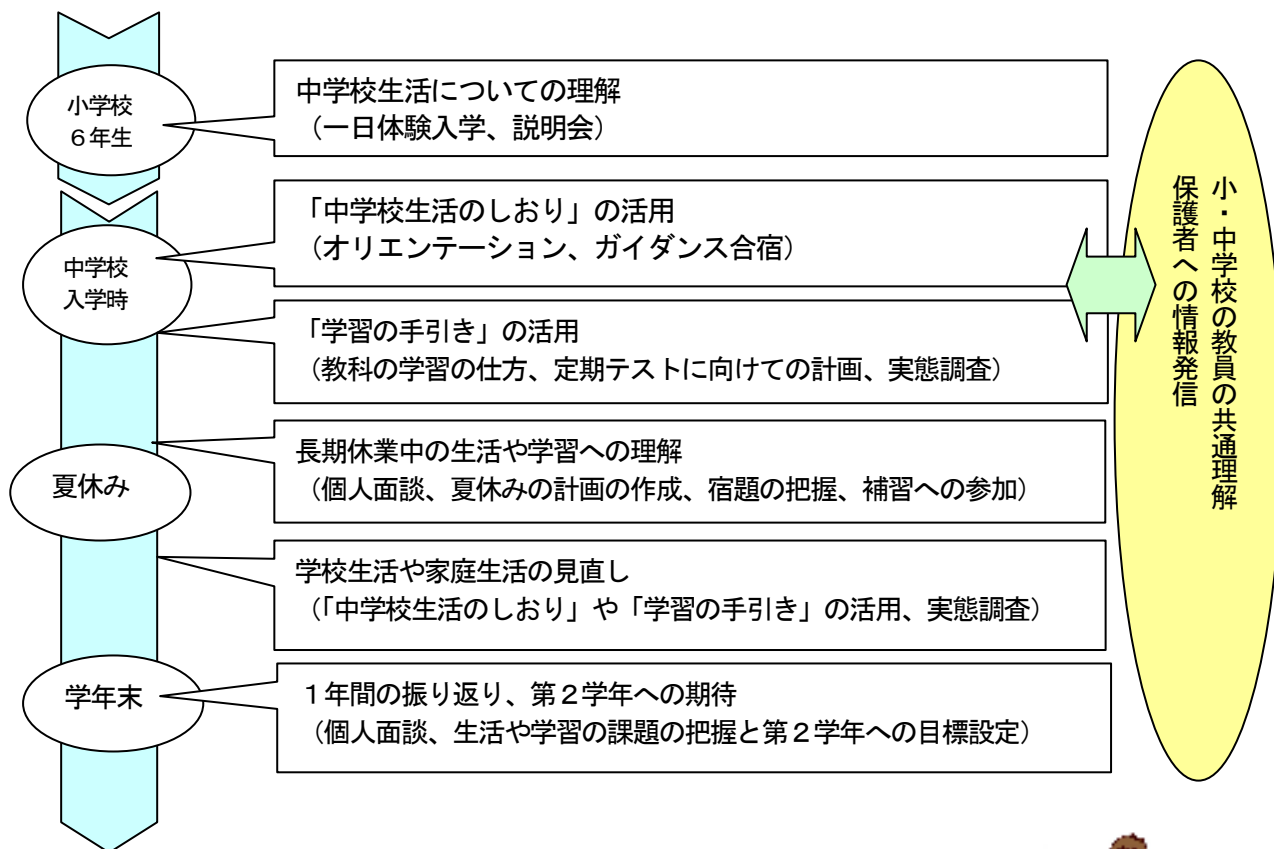 小学校
６年生
中学校生活についての理解
（一日体験入学、説明会）
中学校
入学時
「中学校生活のしおり」の活用
（オリエンテーション、ガイダンス合宿）
「学習の手引き」の活用
（教科の学習の仕方、定期テストに向けての計画、実態調査）
夏休み
長期休業中の生活や学習への理解
（個人面談、夏休みの計画の作成、宿題の把握、補習への参加）
学校生活や家庭生活の見直し
（「中学校生活のしおり」や「学習の手引き」の活用、実態調査）
学年末
１年間の振り返り、第２学年への期待
（個人面談、生活や学習の課題の把握と第２学年への目標設定）
小・中学校の教員の共通理解
保護者への情報発信